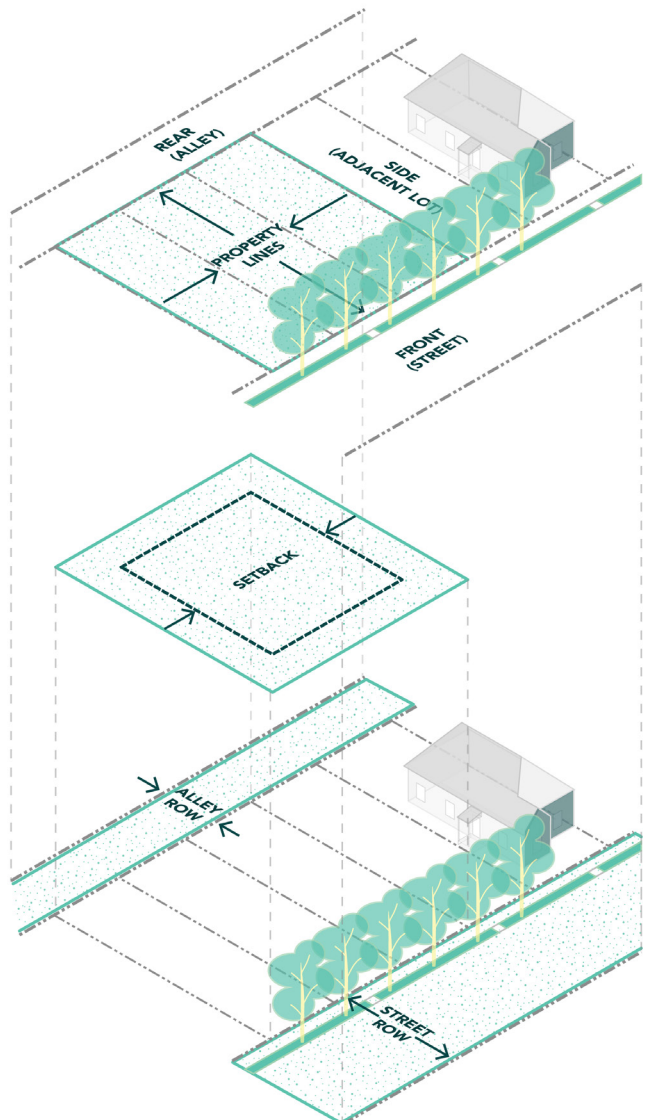 REAR
(ALLEY)
SIDE
(ADJACENT LOT)
PROPERTY
LINES
FRONT
(STREET)
SETBACK
ALLEY
ROW
STREET
ROW